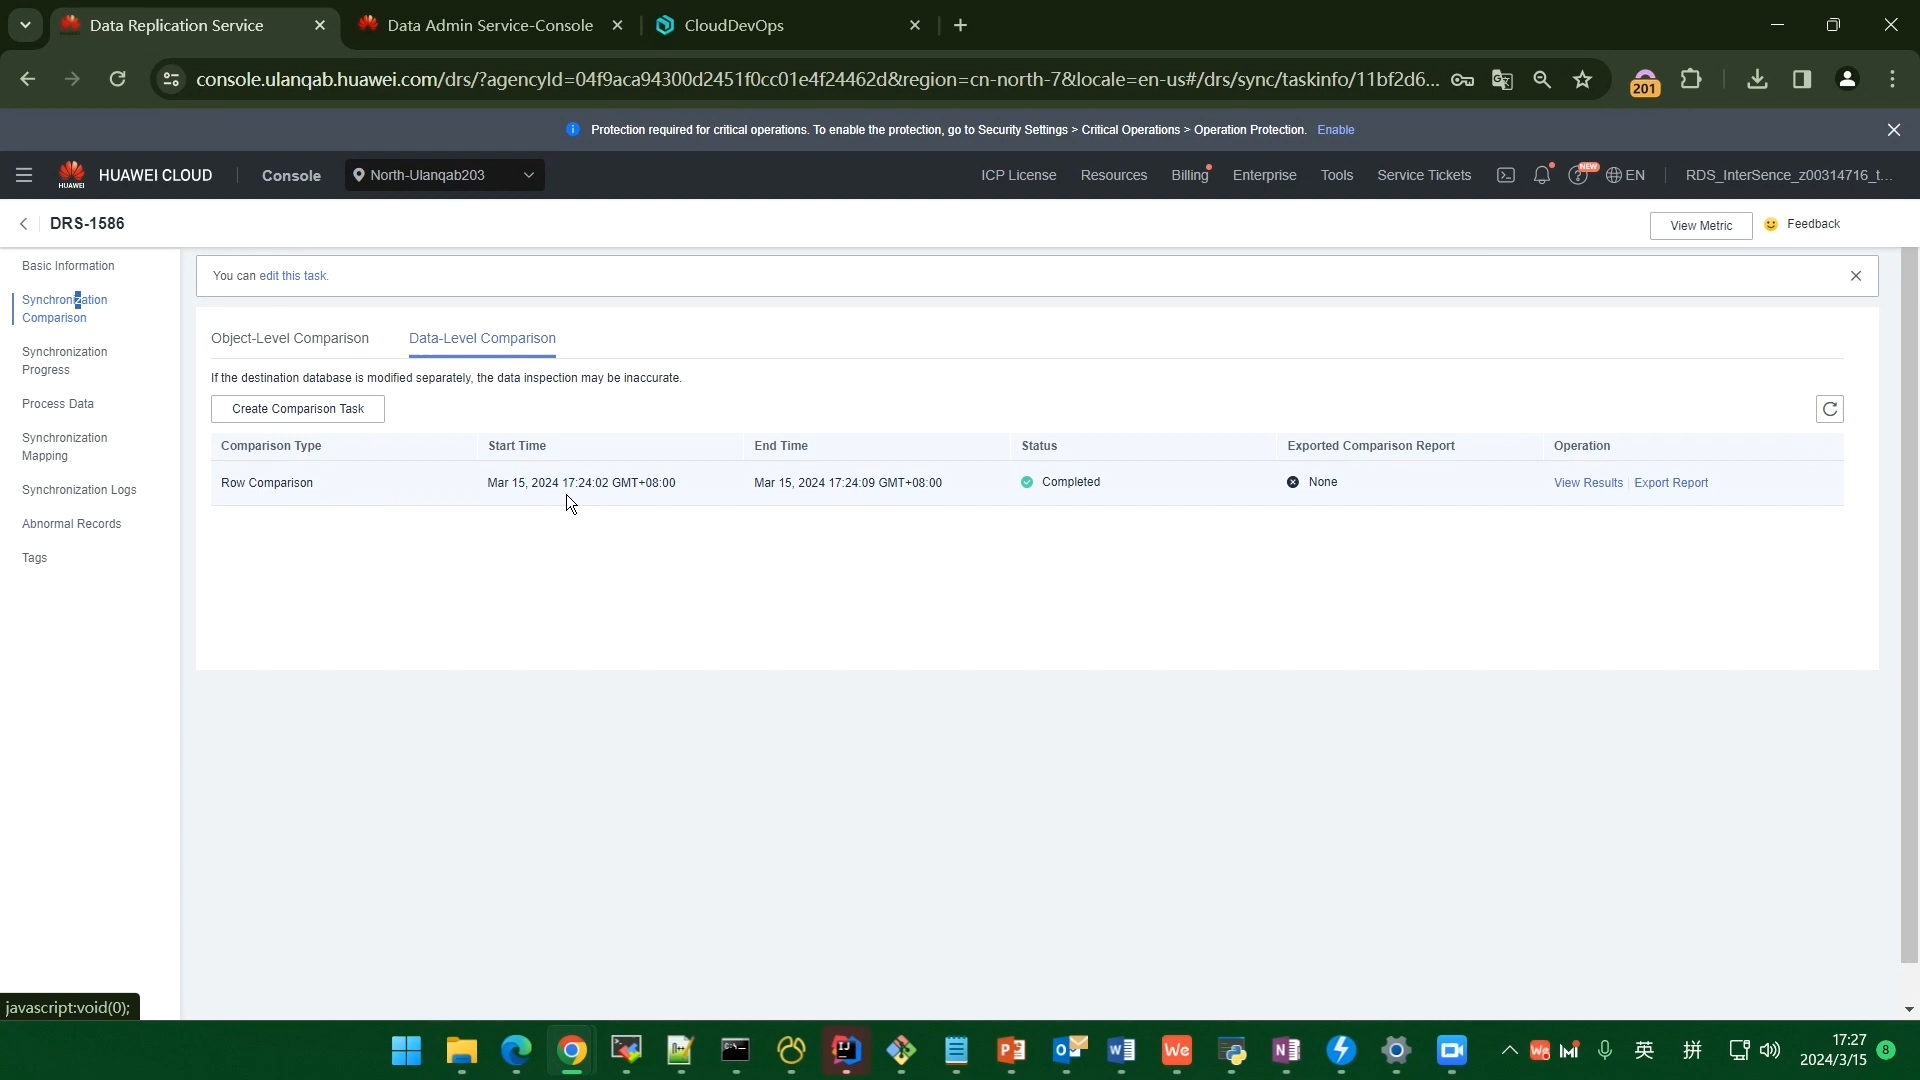 Data Replication Service
Data Admin Service-Console
CloudDevOps
console.ulanqab.huawei.com/drs/?agencyId=04f9aca94300d2451f0cc01e4f24462d&region=cn-north-7&locale=en-us#/drs/sync/taskinfo/11bf2d6...
201
Protection required for critical operations. To enable the protection, go to Security Settings > Critical Operations > Operation Protection. Enable
HUAWEI
HUAWEI CLOUD
Console
North-Ulanqab203
ICP License
Resources
Billing
Enterprise
Tools
Service Tickets
NEW
EN
RDS_InterSence_z00314716_t...
DRS-1586
View Metric
Feedback
Basic Information
Synchronization
Comparison
Synchronization
Progress
Process Data
Synchronization
Mapping
Synchronization Logs
Abnormal Records
Tags
You can edit this task.
Object-Level Comparison
Data-Level Comparison
If the destination database is modified separately, the data inspection may be inaccurate.
Create Comparison Task
Comparison Type
Start Time
End Time
Status
Exported Comparison Report
Operation
Row Comparison
Mar 15, 2024 17:24:02 GMT+08:00
Mar 15, 2024 17:24:09 GMT+08:00
Completed
None
View Results
Export Report
javascript:void(0);
英
拼
17:27
2024/3/15
8